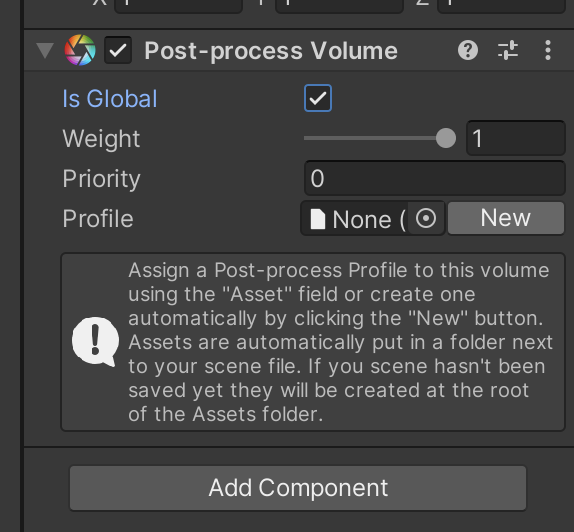 Post-process Volume
Is Global
Weight 1
Priority 0
Profile None ( New
Assign a Post-process Profile to this volume
using the "Asset" field or create one
automatically by clicking the "New" button.
Assets are automatically put in a folder next
to your scene file. If you scene hasn't been
saved yet they will be created at the root
of the Assets folder.
Add Component